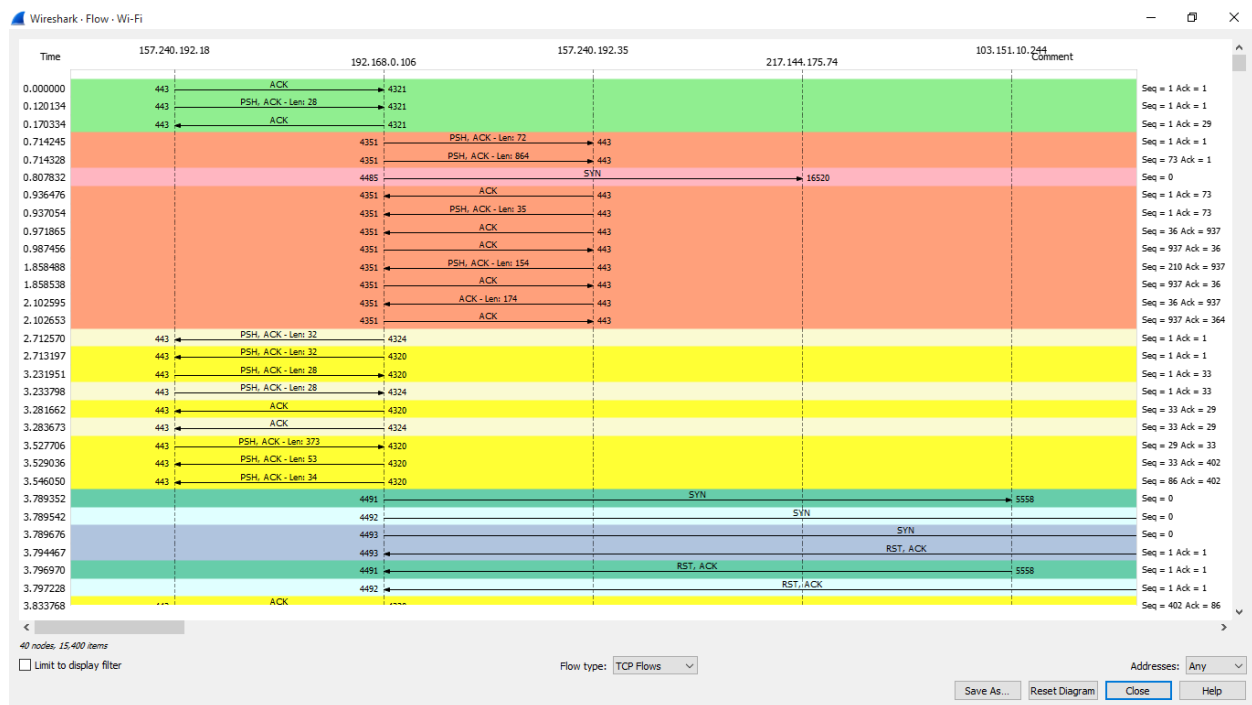 Wireshark · Flow · Wi-Fi
157.240.192.18 157.240.192.35 103.151.10.244
Time 192.168.0.106 217.144.175.74 Comment
0.000000 443 ACK 4321 Seq = 1 Ack = 1
0.120134 443 PSH, ACK - Len: 28 4321 Seq = 1 Ack = 1
0.170334 443 ACK 4321 Seq = 1 Ack = 29
0.714245 4351 PSH, ACK - Len: 72 443 Seq = 1 Ack = 1
0.714328 4351 PSH, ACK - Len: 864 443 Seq = 73 Ack = 1
0.807832 4485 SYN 16520 Seq = 0
0.936476 4351 ACK 443 Seq = 1 Ack = 73
0.937054 4351 PSH, ACK - Len: 35 443 Seq = 1 Ack = 73
0.971865 4351 ACK 443 Seq = 36 Ack = 937
0.987456 4351 ACK 443 Seq = 937 Ack = 36
1.858488 4351 PSH, ACK - Len: 154 443 Seq = 210 Ack = 937
1.858538 4351 ACK 443 Seq = 937 Ack = 36
2.102595 4351 ACK - Len: 174 443 Seq = 36 Ack = 937
2.102653 4351 ACK 443 Seq = 937 Ack = 364
2.712570 443 PSH, ACK - Len: 32 4324 Seq = 1 Ack = 1
2.713197 443 PSH, ACK - Len: 32 4320 Seq = 1 Ack = 1
3.231951 443 PSH, ACK - Len: 28 4320 Seq = 1 Ack = 33
3.233798 443 PSH, ACK - Len: 28 4324 Seq = 1 Ack = 33
3.281662 443 ACK 4320 Seq = 33 Ack = 29
3.283673 443 ACK 4324 Seq = 33 Ack = 29
3.527706 443 PSH, ACK - Len: 373 4320 Seq = 29 Ack = 33
3.529036 443 PSH, ACK - Len: 53 4320 Seq = 33 Ack = 402
3.546050 443 PSH, ACK - Len: 34 4320 Seq = 86 Ack = 402
3.789352 4491 SYN 5558 Seq = 0
3.789542 4492 SYN Seq = 0
3.789676 4493 SYN Seq = 0
3.794467 4493 RST, ACK Seq = 1 Ack = 1
3.796970 4491 RST, ACK 5558 Seq = 1 Ack = 1
3.797228 4492 RST, ACK Seq = 1 Ack = 1
3.833768 ACK Seq = 402 Ack = 86
40 nodes, 15,400 items
Limit to display filter Flow type: TCP Flows Addresses: Any
Save As... Reset Diagram Close Help